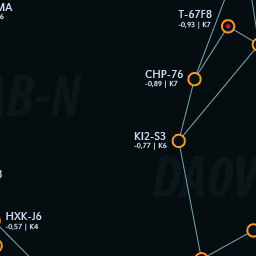 MA
T-67F8
-0,93 | K7
CHP-76
-0,89 | K7
AB-N
KI2-S3
-0,77 | K6
DAOV
HXK-J6
-0,57 | K4